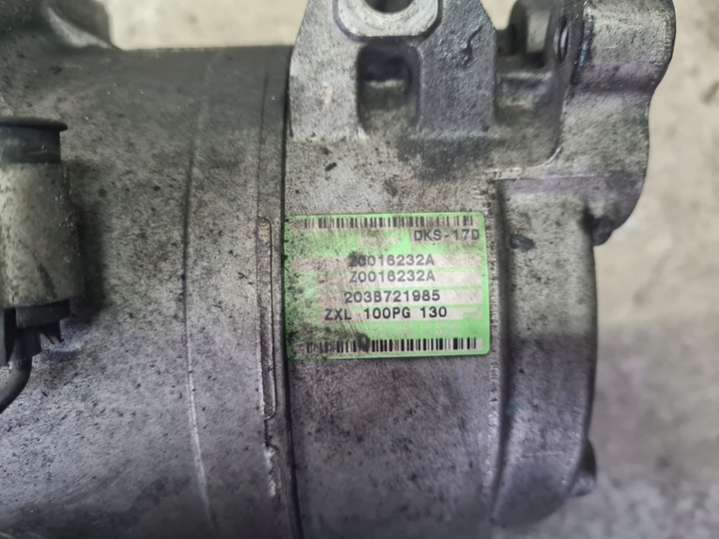 DKS-17D
Z0016232A
Z0016232A
203B721985
ZXL 100PG 130